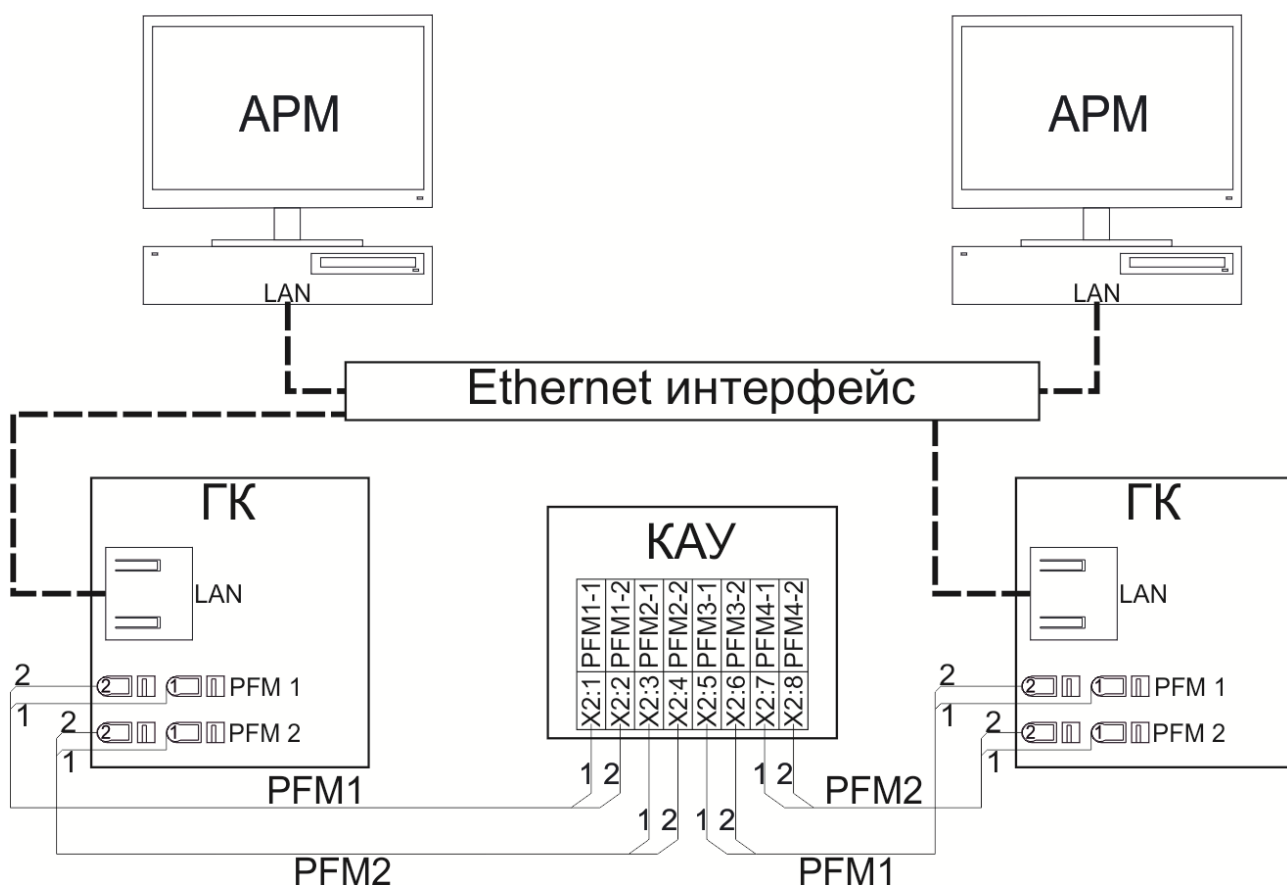 АРМ
АРМ
LAN
LAN
Ethernet интерфейс
ГК
LAN
2
2
1
PFM 1
1
2
2
1
PFM 2
1
КАУ
PFM1-1
PFM1-2
PFM2-1
PFM2-2
PFM3-1
PFM3-2
PFM4-1
PFM4-2
X2:1
X2:2
X2:3
X2:4
X2:5
X2:6
X2:7
X2:8
ГК
LAN
2
2
1
PFM 1
1
2
2
1
PFM 2
1
1
2
1
2
PFM1
PFM2
1
2
1
2
PFM2
PFM1